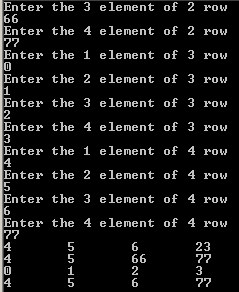 Enter the 3 element of 2 row
66
Enter the 4 element of 2 row
77
Enter the 1 element of 3 row
0
Enter the 2 element of 3 row
1
Enter the 3 element of 3 row
2
Enter the 4 element of 3 row
3
Enter the 1 element of 4 row
4
Enter the 2 element of 4 row
5
Enter the 3 element of 4 row
6
Enter the 4 element of 4 row
77
4 5 6 23
4 5 66 77
0 1 2 3
4 5 6 77